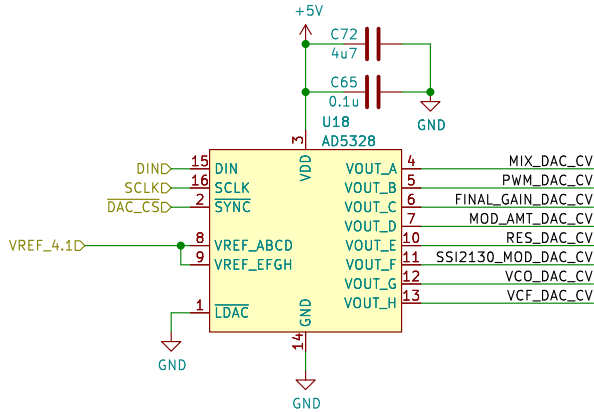 +5V
C72
4u7
C65
0.1u
GND
U18
AD5328
3
VDD
DIN 15 DIN VOUT_A 4 MIX_DAC_CV
SCLK 16 SCLK VOUT_B 5 PWM_DAC_CV
DAC_CS 2 SYNC VOUT_C 6 FINAL_GAIN_DAC_CV
VOUT_D 7 MOD_AMT_DAC_CV
VREF_4.1 8 VREF_ABCD VOUT_E 10 RES_DAC_CV
9 VREF_EFGH VOUT_F 11 SSI2130_MOD_DAC_CV
VOUT_G 12 VCO_DAC_CV
VOUT_H 13 VCF_DAC_CV
1 LDAC
GND
14
GND
GND